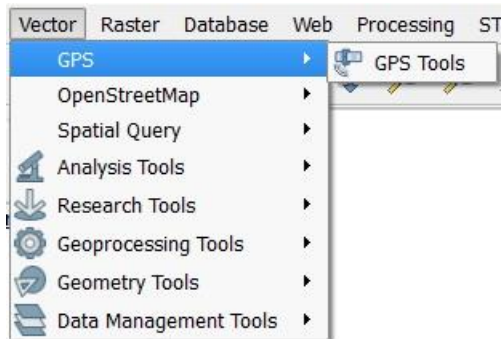 Vector Raster Database Web Processing ST
GPS
GPS Tools
OpenStreetMap
Spatial Query
Analysis Tools
Research Tools
Geoprocessing Tools
Geometry Tools
Data Management Tools